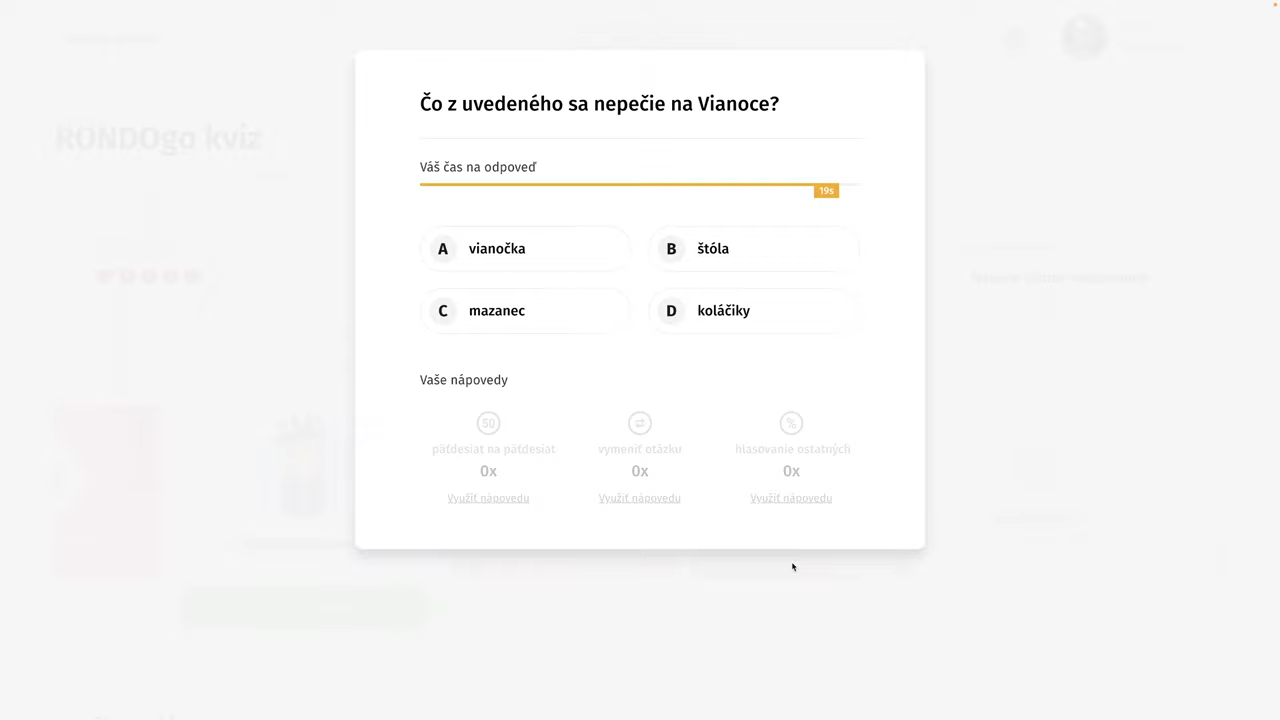 RONDOgo kvíz
Čo z uvedeného sa nepečie na Vianoce?
Váš čas na odpoveď
19s
A vianočka
B štóla
C mazanec
D koláčiky
Vaše nápovedy
50
%
päťdesiat na päťdesiat
vymeniť otázku
hlasovanie ostatných
0x
0x
0x
Využiť nápovedu
Využiť nápovedu
Využiť nápovedu